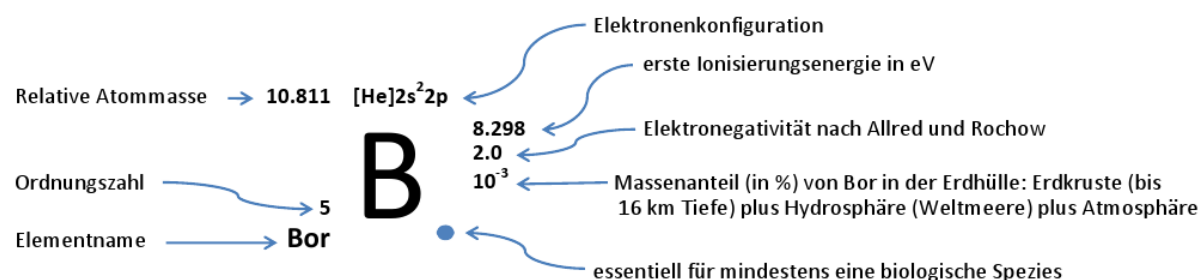 Elektronenkonfiguration
erste Ionisierungsenergie in eV
Relative Atommasse 10.811 [He]2s²2p
8.298 Elektronegativität nach Allred und Rochow
2.0
B
10⁻³ Massenanteil (in %) von Bor in der Erdhülle: Erdkruste (bis
16 km Tiefe) plus Hydrosphäre (Weltmeere) plus Atmosphäre
Ordnungszahl
5
Elementname Bor
essentiell für mindestens eine biologische Spezies